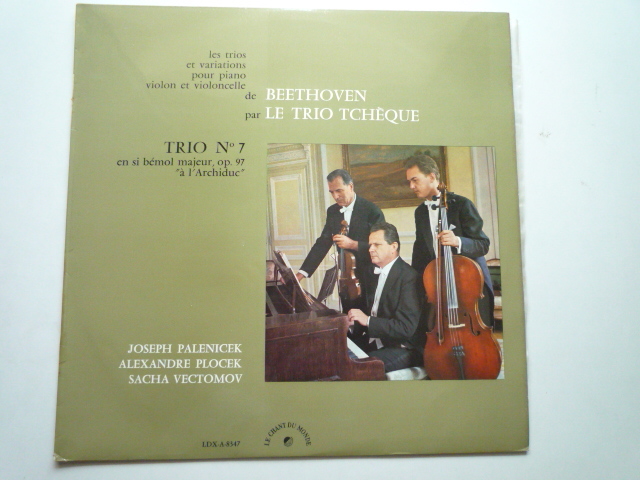 les trios
et variations
pour piano
violon et violoncelle
de BEETHOVEN
par LE TRIO TCHÈQUE
TRIO No 7
en si bémol majeur, op. 97
"à l'Archiduc"
JOSEPH PALENICEK
ALEXANDRE PLOCEK
SACHA VECTOMOV
LDX-A-8347
LE CHANT DU MONDE